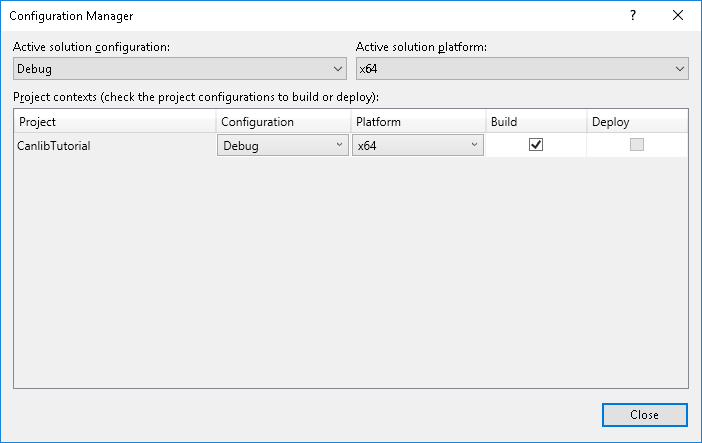 Configuration Manager ?
Active solution configuration: Active solution platform:
Debug x64
Project contexts (check the project configurations to build or deploy):
Project Configuration Platform Build Deploy
CanlibTutorial Debug x64
Close